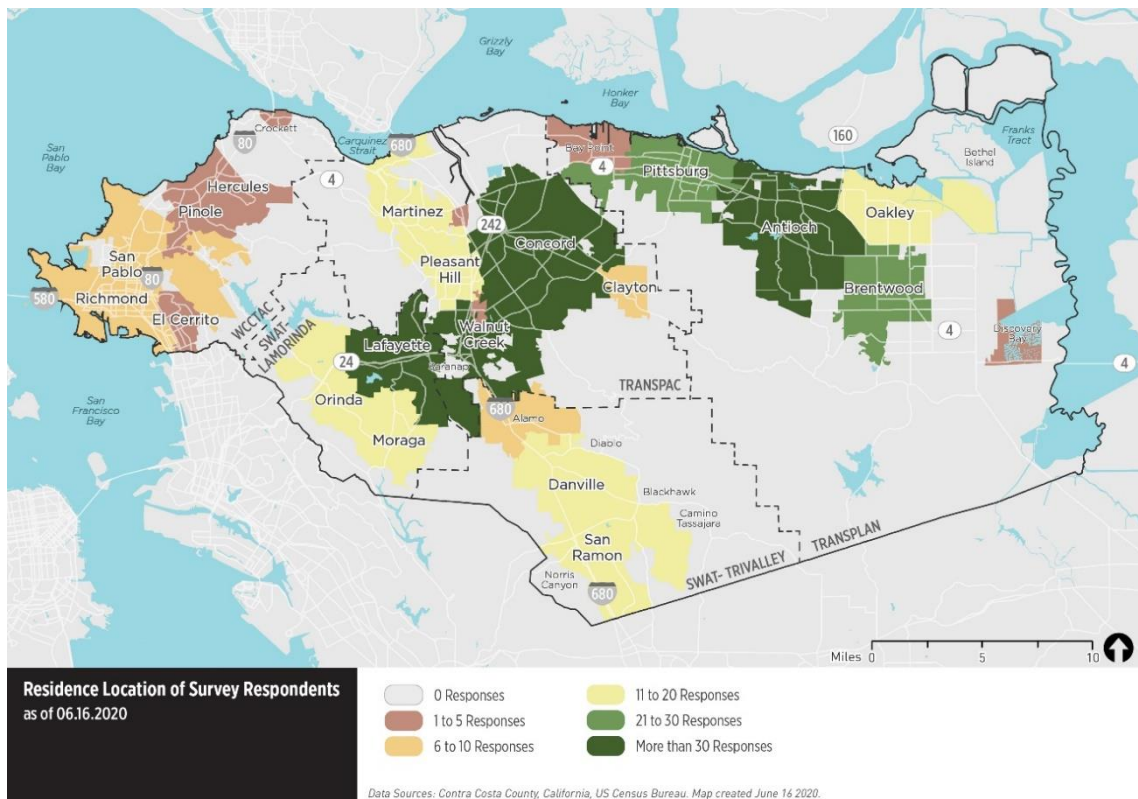 Grizzly
Bay
Honker
Bay
San
Pablo
Bay
Crockett
80
Carquinez
Strait
680
160
Franks
Tract
Bethel
Island
4
Bay Point
4
Pittsburg
Hercules
Pinole
Martinez
242
Concord
Antioch
Oakley
San
Pablo
80
Pleasant
Hill
Clayton
Brentwood
580
Richmond
El Cerrito
WCCTAC
SWAT-
LAMORINDA
24
Lafayette
Walnut
Creek
4
Discovery
Bay
4
TRANSPAC
San
Francisco
Bay
Orinda
680
Alamo
Moraga
Diablo
Danville
Blackhawk
Camino
Tassajara
San
Ramon
Norris
Canyon
680
SWAT- TRIVALLEY
TRANSPLAN
Miles 0 5 10
Residence Location of Survey Respondents
as of 06.16.2020
0 Responses
1 to 5 Responses
6 to 10 Responses
11 to 20 Responses
21 to 30 Responses
More than 30 Responses
Data Sources: Contra Costa County, California, US Census Bureau. Map created June 16 2020.